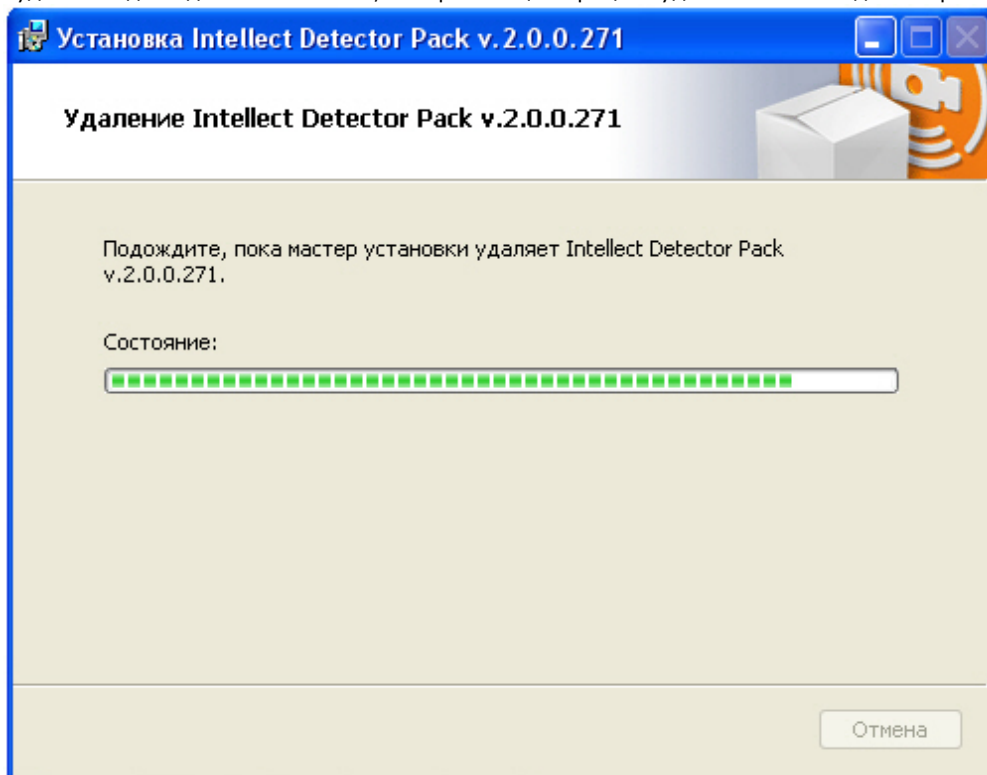 Установка Intellect Detector Pack v.2.0.0.271
Удаление Intellect Detector Pack v.2.0.0.271
Подождите, пока мастер установки удаляет Intellect Detector Pack
v.2.0.0.271.
Состояние:
Отмена